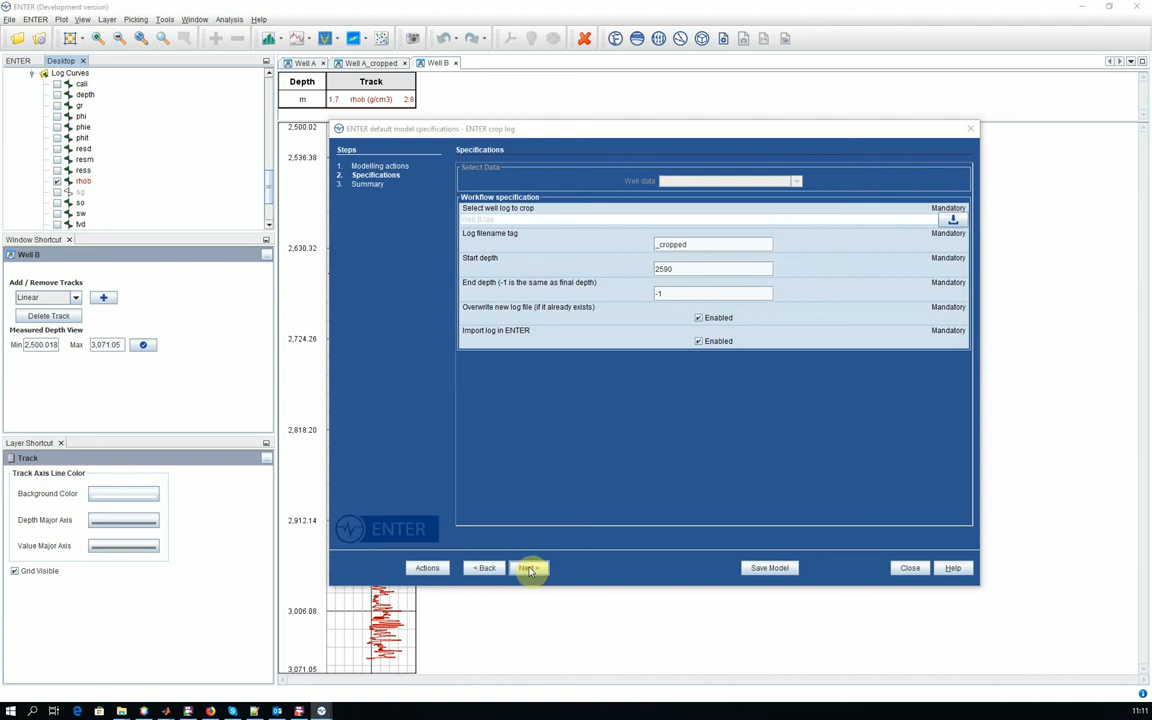 ENTER (Development version)
File ENTER Plot View Layer Picking Tools Window Analysis Help
ENTER Desktop
Well A Well A_cropped Well B
Log Curves
cali
depth
gr
phi
phie
phit
resd
resm
ress
rhob
sg
so
sw
tvd
Depth Track
m 1.7 rhob (g/cm3) 2.8
2,500.02
2,536.38
2,630.32
2,724.26
2,818.20
2,912.14
3,006.08
3,071.05
Window Shortcut
Well B
Add / Remove Tracks
Linear
Delete Track
Measured Depth View
Min 2,500.018 Max 3,071.05
Layer Shortcut
Track
Track Axis Line Color
Background Color
Depth Major Axis
Value Major Axis
Grid Visible
ENTER default model specifications - ENTER crop log
Steps
1. Modelling actions
2. Specifications
3. Summary
Specifications
Select Data
Well data
Workflow specification
Select well log to crop Mandatory
Well B.las
Log filename tag Mandatory
_cropped
Start depth Mandatory
2590
End depth (-1 is the same as final depth) Mandatory
-1
Overwrite new log file (if it already exists) Mandatory
Enabled
Import log in ENTER Mandatory
Enabled
ENTER
Actions < Back Next > Save Model Close Help
11:11